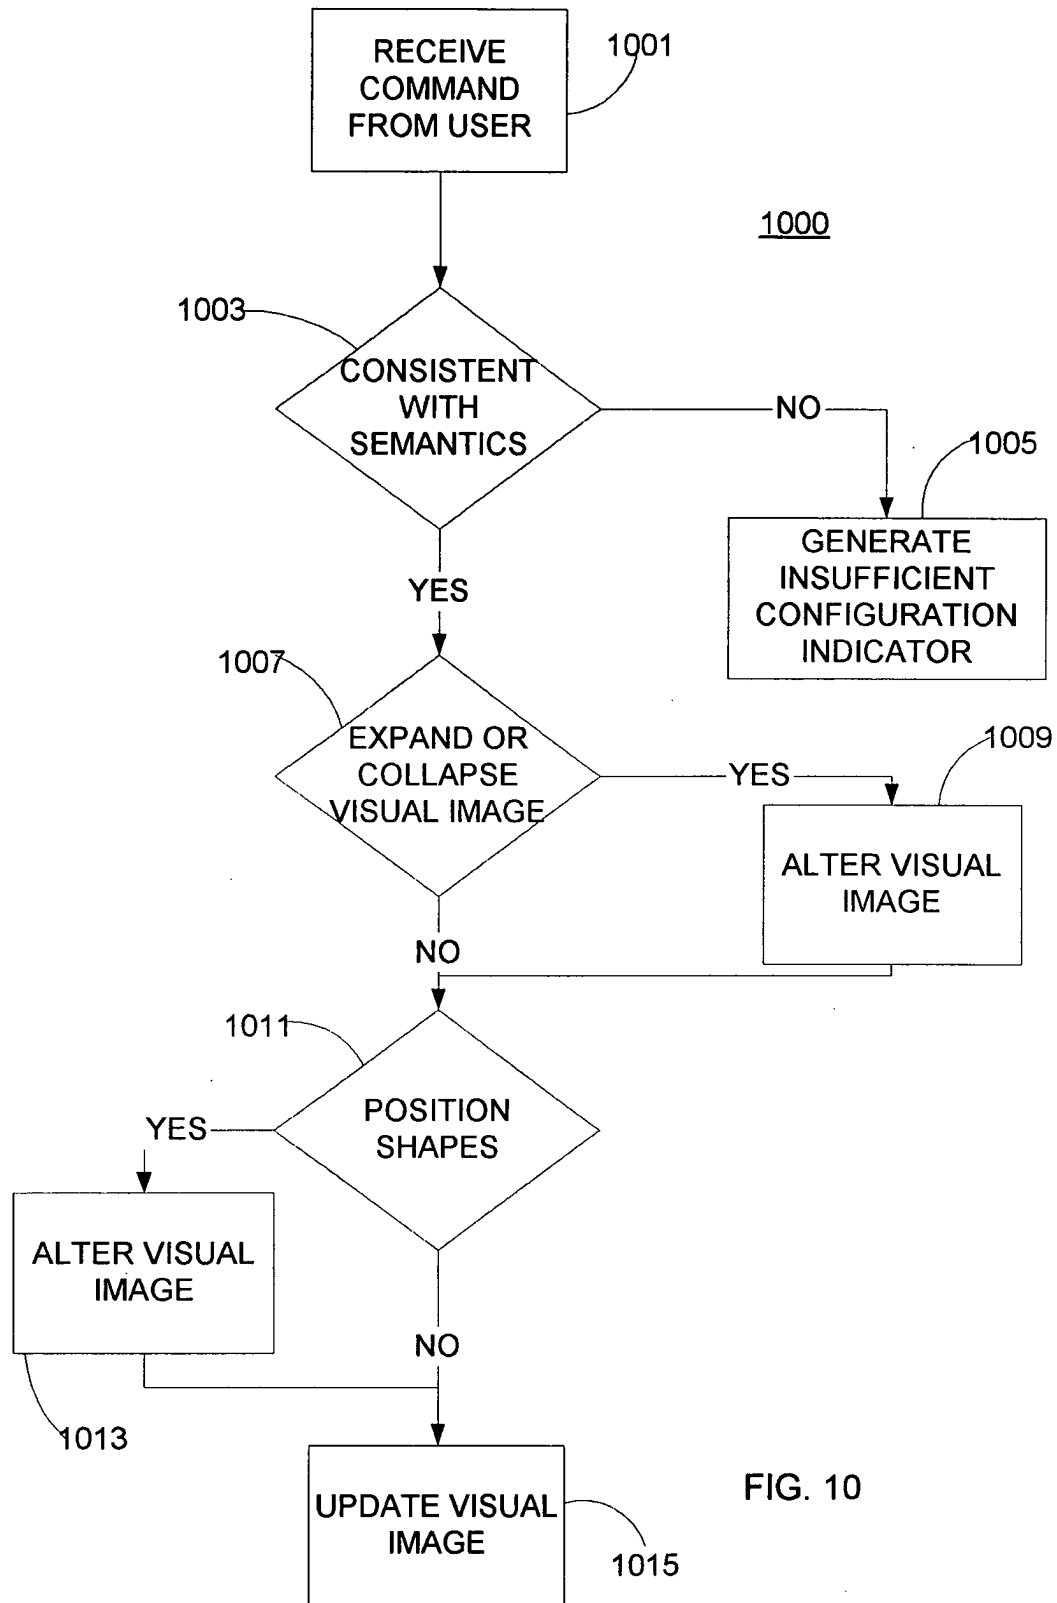 RECEIVE
COMMAND
FROM USER
1001
1000
1003
CONSISTENT
WITH
SEMANTICS
NO
1005
GENERATE
INSUFFICIENT
CONFIGURATION
INDICATOR
YES
1007
EXPAND OR
COLLAPSE
VISUAL IMAGE
YES
1009
ALTER VISUAL
IMAGE
NO
1011
POSITION
SHAPES
YES
ALTER VISUAL
IMAGE
1013
NO
UPDATE VISUAL
IMAGE
1015
FIG. 10